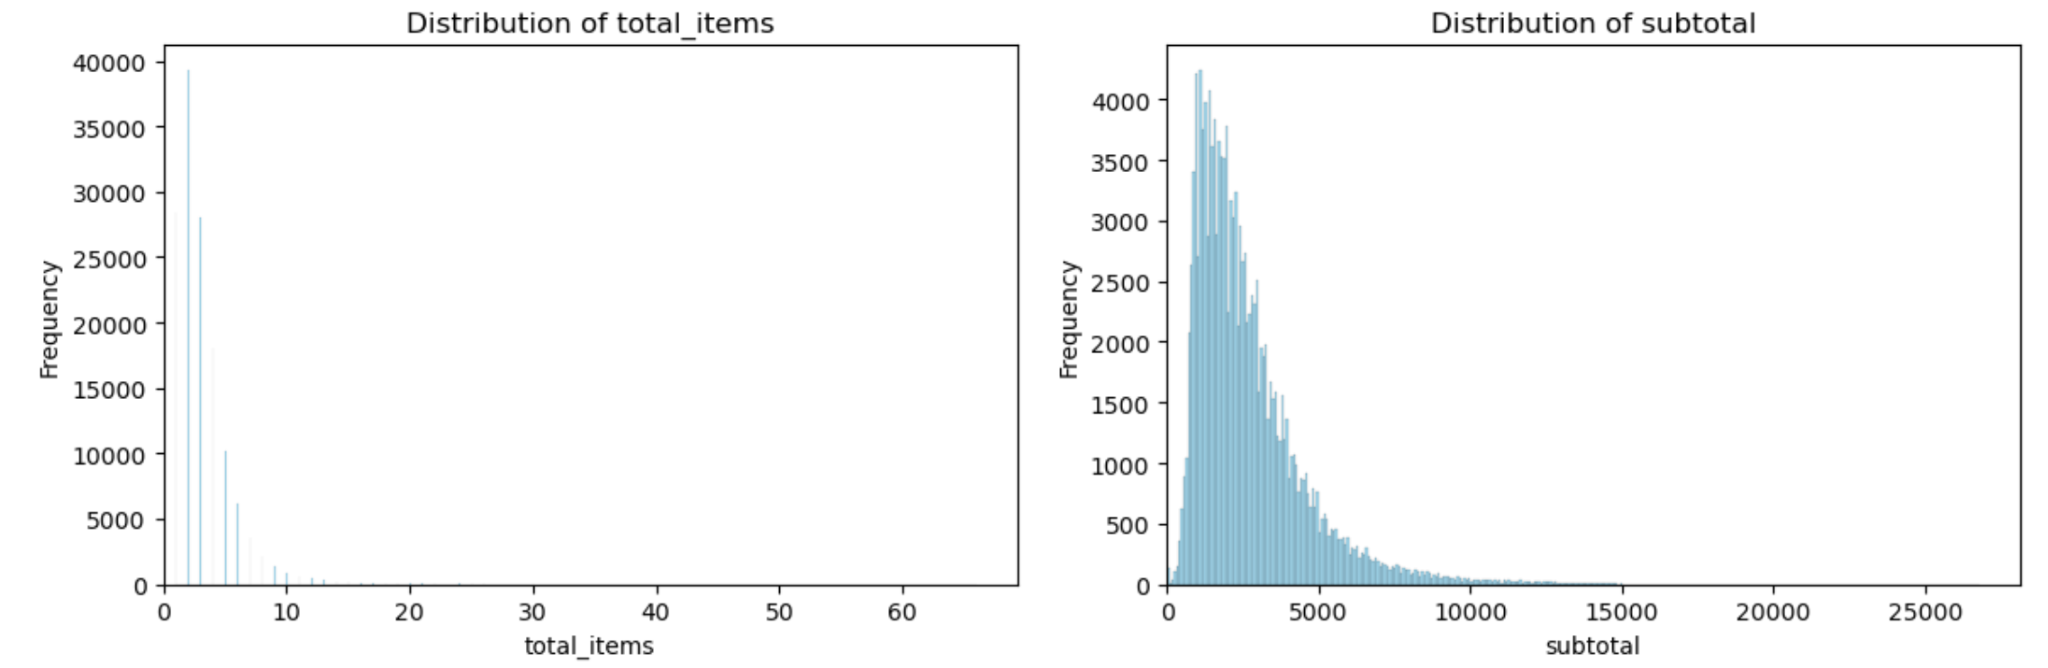 Distribution of total_items
40000
35000
30000
25000
20000
15000
10000
5000
0
Frequency
0 10 20 30 40 50 60
total_items
Distribution of subtotal
4000
3500
3000
2500
2000
1500
1000
500
0
Frequency
0 5000 10000 15000 20000 25000
subtotal